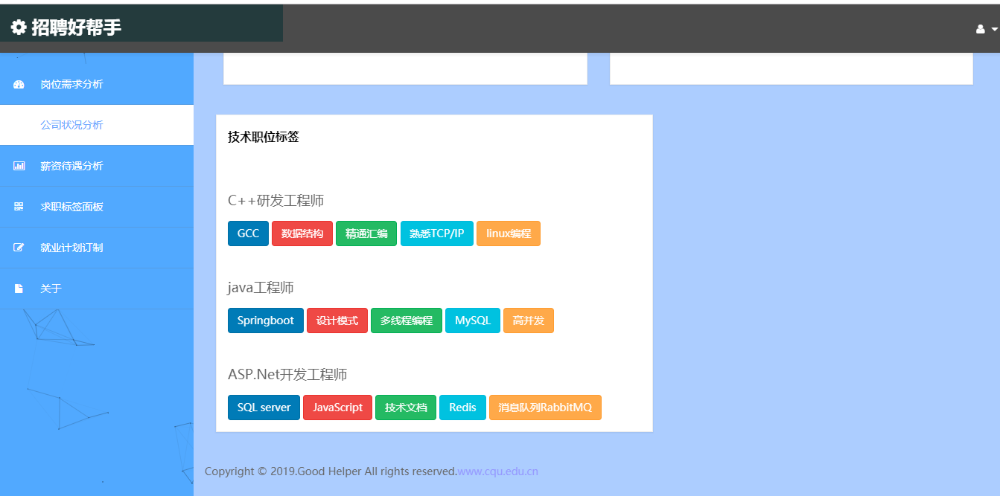 招聘好帮手
岗位需求分析
公司状况分析
薪资待遇分析
求职标签面板
就业计划订制
关于
技术职位标签
C++研发工程师
GCC 数据结构 精通汇编 熟悉TCP/IP linux编程
java工程师
Springboot 设计模式 多线程编程 MySQL 高并发
ASP.Net开发工程师
SQL server JavaScript 技术文档 Redis 消息队列RabbitMQ
Copyright © 2019.Good Helper All rights reserved.www.cqu.edu.cn